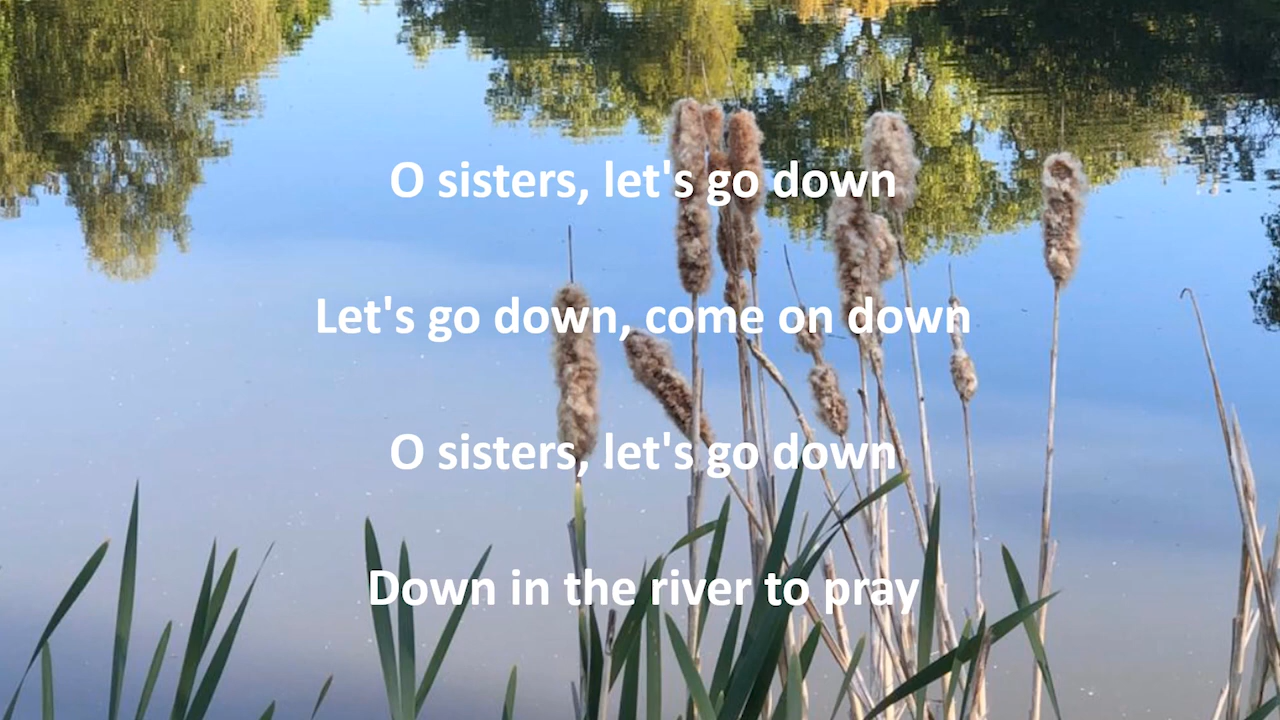 O sisters, let's go down
Let's go down, come on down
O sisters, let's go down
Down in the river to pray